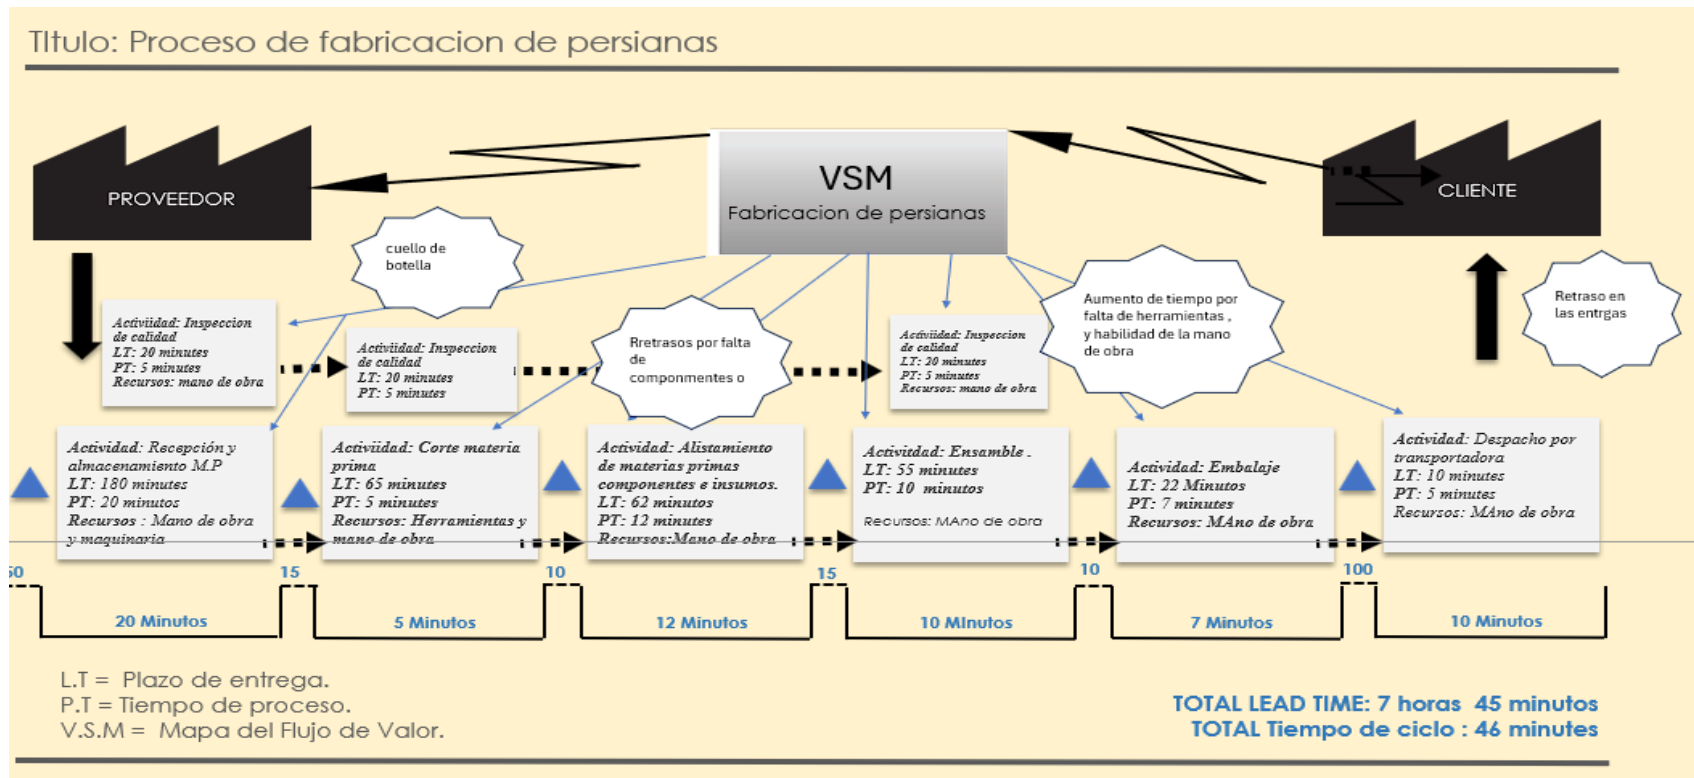 TItulo: Proceso de fabricacion de persianas
PROVEEDOR
VSM
Fabricacion de persianas
CLIENTE
cuello de
botella
Rretrasos por falta
de
componmentes o
Aumento de tiempo por
falta de herramientas ,
y habilidad de la mano
de obra
Retraso en
las entrgas
Activiidad: Inspeccion
de calidad
LT: 20 minutes
PT: 5 minutes
Recursos: mano de obra
Activiidad: Inspeccion
de calidad
LT: 20 minutes
PT: 5 minutes
Activiidad: Inspeccion
de calidad
LT: 20 minutes
PT: 5 minutes
Recursos: mano de obra
Actividad: Recepción y
almacenamiento M.P
LT: 180 minutes
PT: 20 minutos
Recursos : Mano de obra
y maquinaria
Activiidad: Corte materia
prima
LT: 65 minutes
PT: 5 minutes
Recursos: Herramientas y
mano de obra
Actividad: Alistamiento
de materias primas
componentes e insumos.
LT: 62 minutos
PT: 12 minutes
Recursos:Mano de obra
Activitdad: Ensamble .
LT: 55 minutes
PT: 10 minutos
Recursos: MAno de obra
Actividad: Embalaje
LT: 22 Minutos
PT: 7 minutes
Recursos: MAno de obra
Actividad: Despacho por
transportadora
LT: 10 minutes
PT: 5 minutes
Recursos: MAno de obra
15
10
15
10
100
20 Minutos
5 Minutos
12 Minutos
10 MInutos
7 Minutos
10 Minutos
L.T = Plazo de entrega.
P.T = Tiempo de proceso.
V.S.M = Mapa del Flujo de Valor.
TOTAL LEAD TIME: 7 horas 45 minutos
TOTAL Tiempo de ciclo : 46 minutes